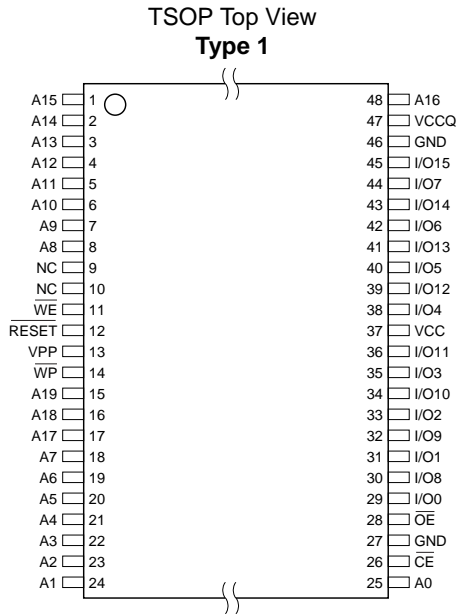 TSOP Top View
Type 1
A15 1 48 A16
A14 2 47 VCCQ
A13 3 46 GND
A12 4 45 I/O15
A11 5 44 I/O7
A10 6 43 I/O14
A9 7 42 I/O6
A8 8 41 I/O13
NC 9 40 I/O5
NC 10 39 I/O12
W̅E̅ 11 38 I/O4
R̅E̅S̅E̅T̅ 12 37 VCC
VPP 13 36 I/O11
W̅P̅ 14 35 I/O3
A19 15 34 I/O10
A18 16 33 I/O2
A17 17 32 I/O9
A7 18 31 I/O1
A6 19 30 I/O8
A5 20 29 I/O0
A4 21 28 O̅E̅
A3 22 27 GND
A2 23 26 C̅E̅
A1 24 25 A0